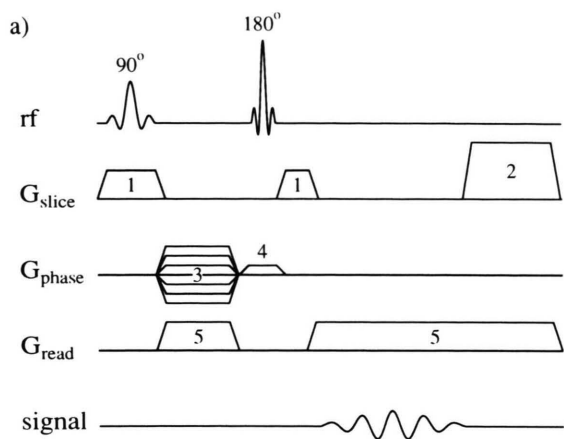 a)
90° 180°
rf
G_slice 1 1 2
G_phase 3 4
G_read 5 5
signal